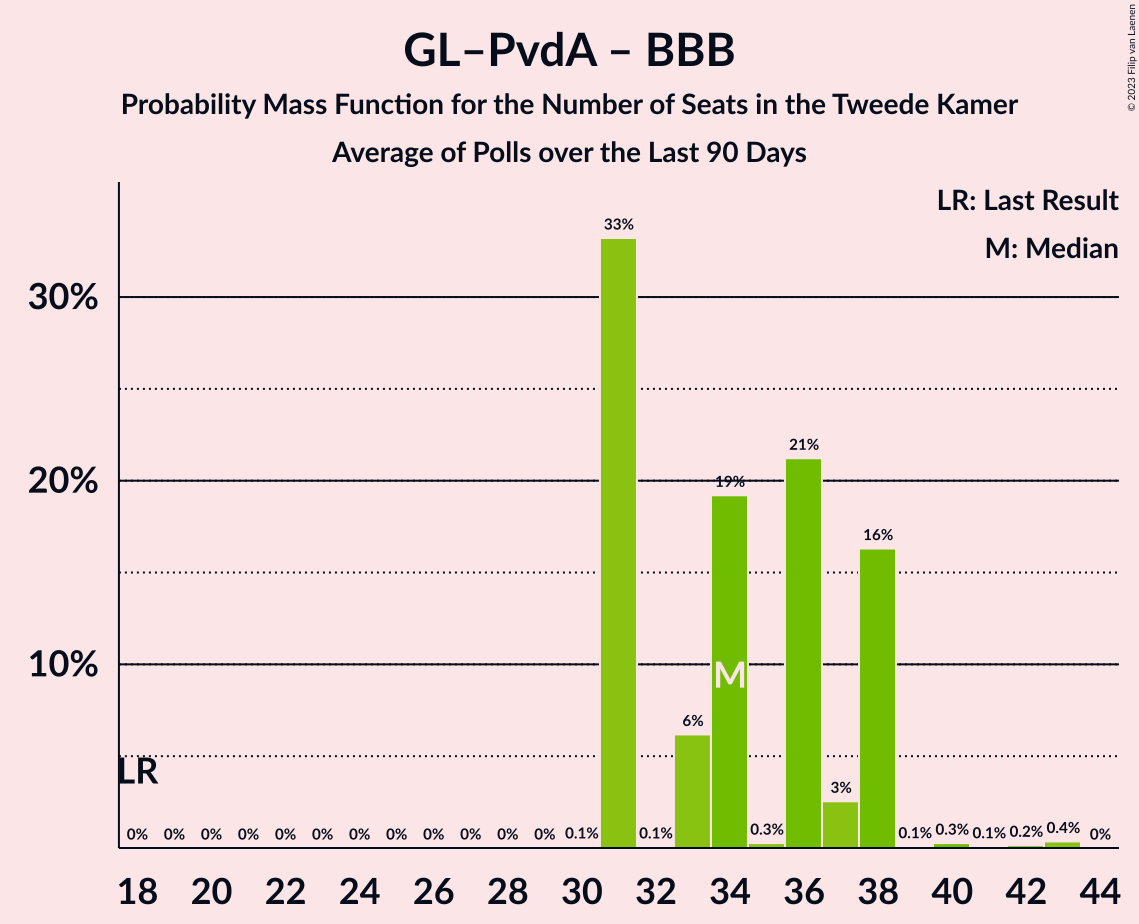 GL–PvdA – BBB
Probability Mass Function for the Number of Seats in the Tweede Kamer
Average of Polls over the Last 90 Days
© 2023 Filip van Laenen
LR: Last Result
M: Median
30%
20%
10%
33%
21%
19%
16%
M
6%
LR
3%
0% 0% 0% 0% 0% 0% 0% 0% 0% 0% 0% 0% 0.1% 0.1% 0.3% 0.1% 0.3% 0.1% 0.2% 0.4% 0%
18 20 22 24 26 28 30 32 34 36 38 40 42 44